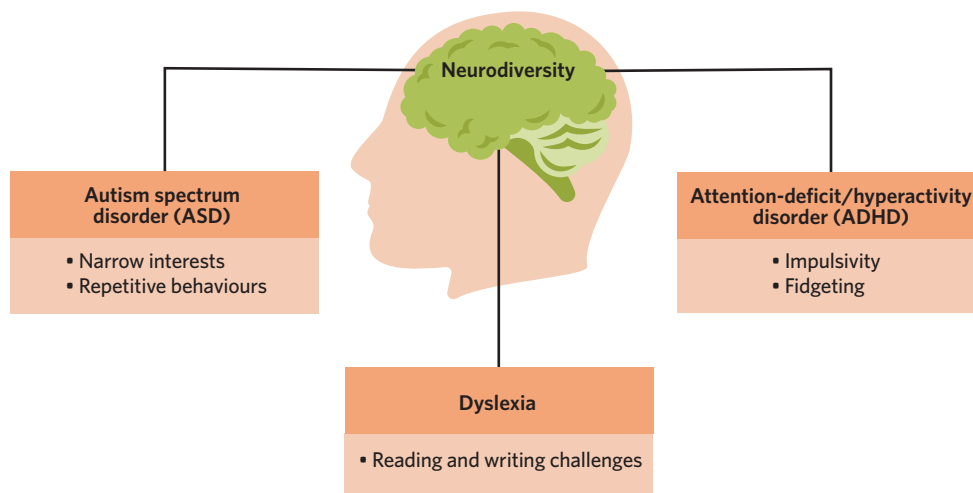 Neurodiversity
Autism spectrum
disorder (ASD)
• Narrow interests
• Repetitive behaviours
Attention-deficit/hyperactivity
disorder (ADHD)
• Impulsivity
• Fidgeting
Dyslexia
• Reading and writing challenges